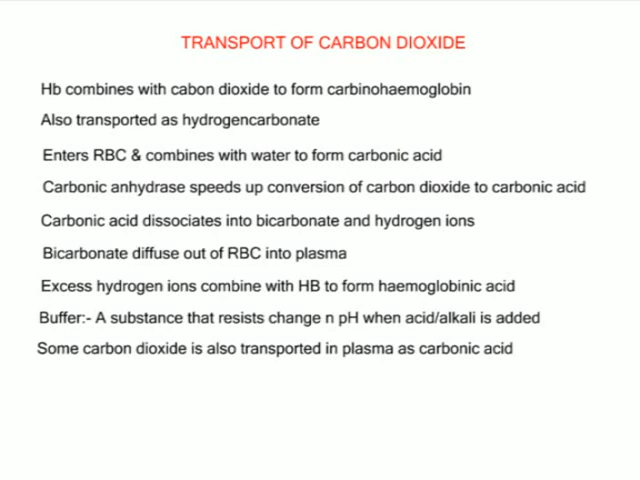 TRANSPORT OF CARBON DIOXIDE
Hb combines with cabon dioxide to form carbinohaemoglobin
Also transported as hydrogencarbonate
Enters RBC & combines with water to form carbonic acid
Carbonic anhydrase speeds up conversion of carbon dioxide to carbonic acid
Carbonic acid dissociates into bicarbonate and hydrogen ions
Bicarbonate diffuse out of RBC into plasma
Excess hydrogen ions combine with HB to form haemoglobinic acid
Buffer:- A substance that resists change n pH when acid/alkali is added
Some carbon dioxide is also transported in plasma as carbonic acid